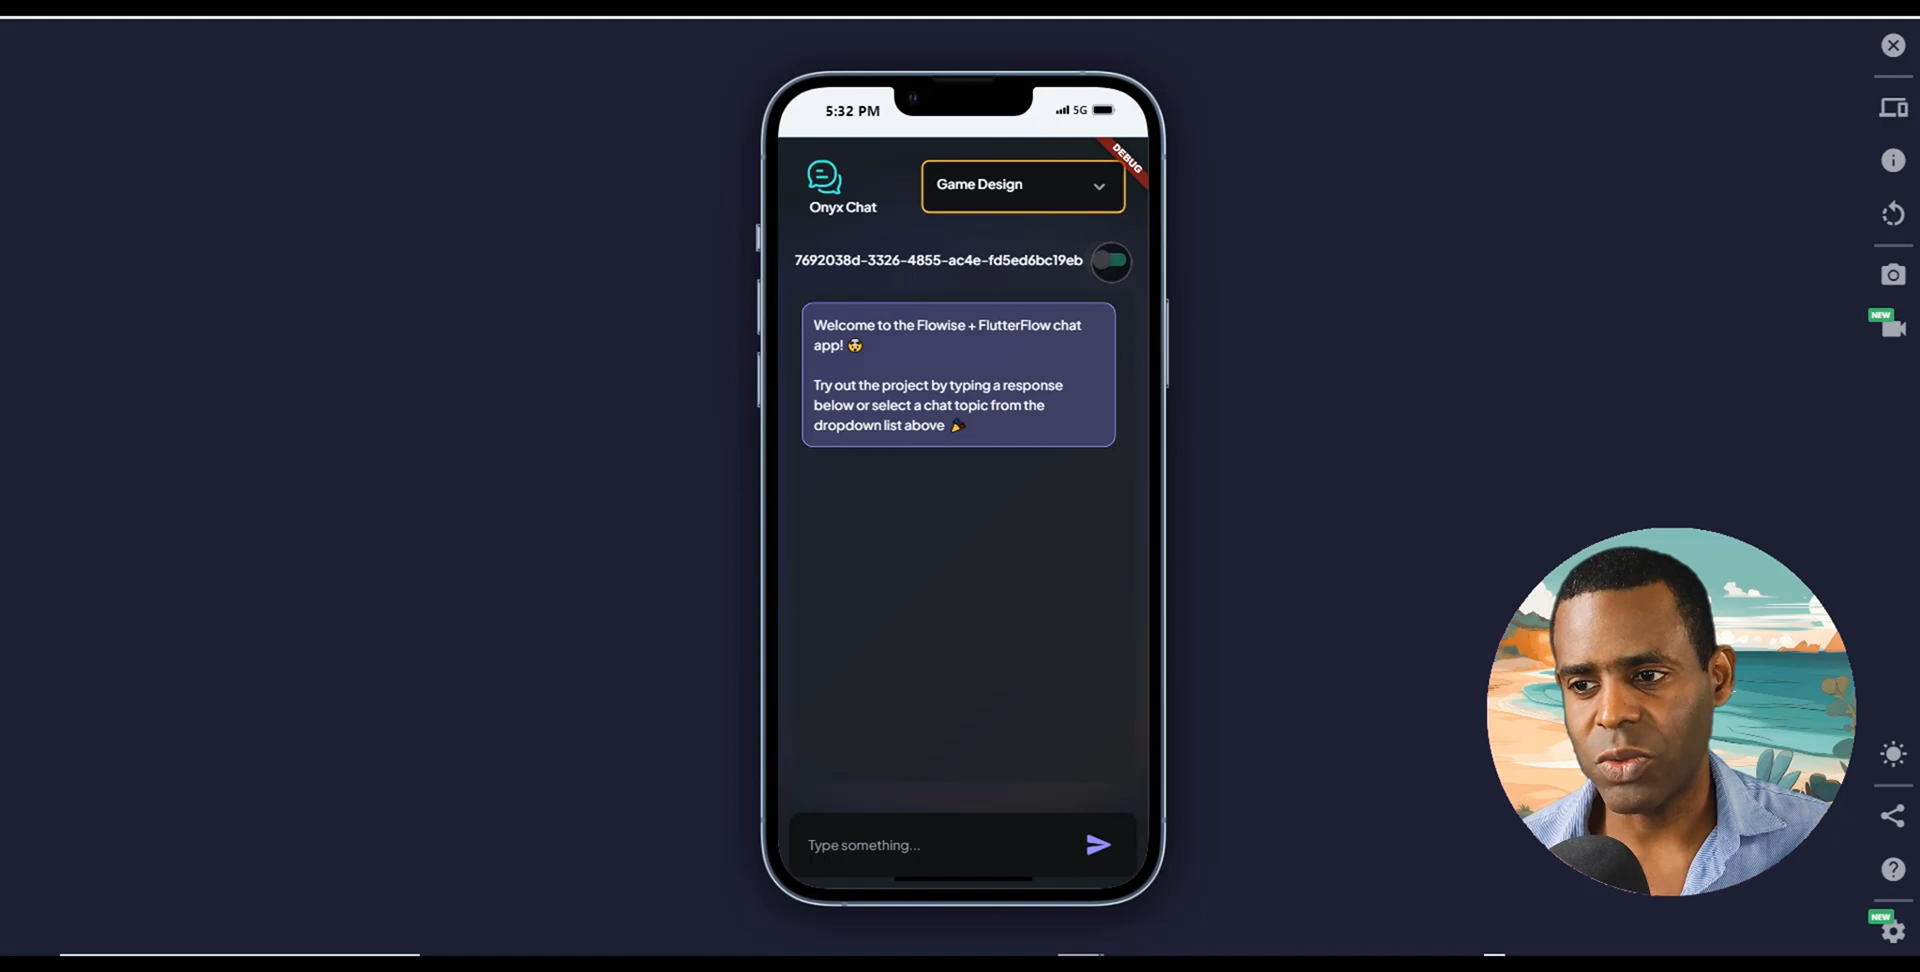 5:32 PM
5G
DEBUG
Game Design
Onyx Chat
7692038d-3326-4855-ac4e-fd5ed6bc19eb
Welcome to the Flowise + FlutterFlow chat
app! 🤯
Try out the project by typing a response
below or select a chat topic from the
dropdown list above 🎉
Type something...
NEW
NEW